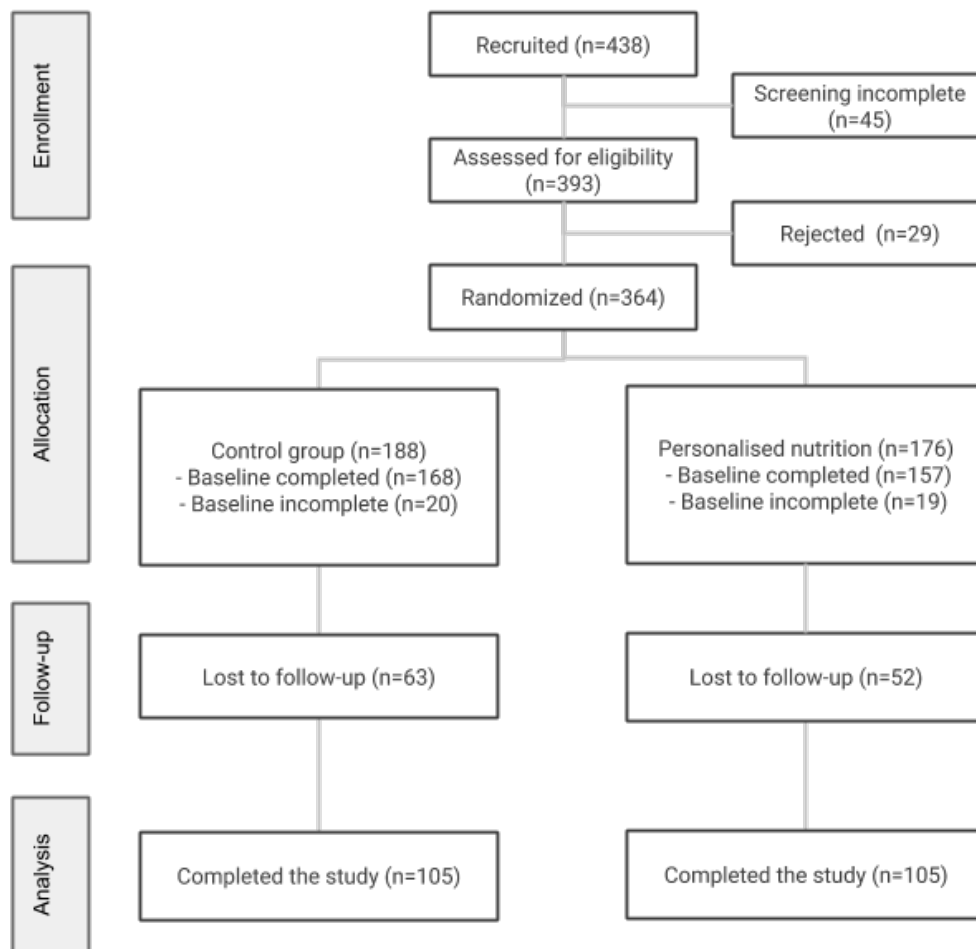 Enrollment
Recruited (n=438)
Screening incomplete
(n=45)
Assessed for eligibility
(n=393)
Rejected  (n=29)
Allocation
Randomized (n=364)
Control group (n=188)
- Baseline completed (n=168)
- Baseline incomplete (n=20)
Personalised nutrition (n=176)
- Baseline completed (n=157)
- Baseline incomplete (n=19)
Follow-up
Lost to follow-up (n=63)
Lost to follow-up (n=52)
Analysis
Completed the study (n=105)
Completed the study (n=105)